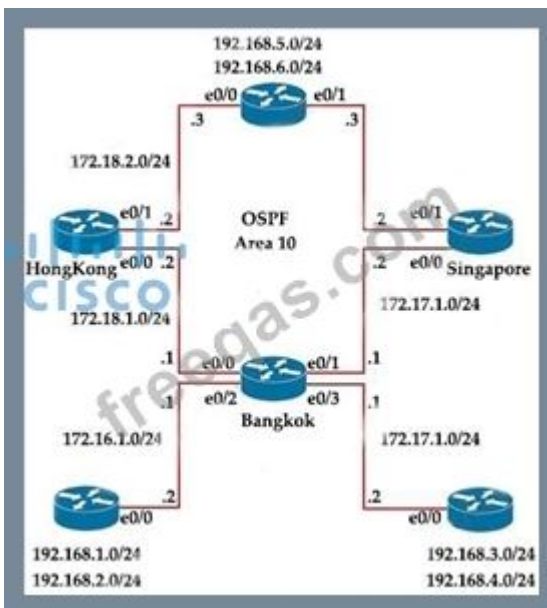 192.168.5.0/24
192.168.6.0/24
e0/0 e0/1
.3 .3
172.18.2.0/24
e0/1 .2 OSPF .2 e0/1
Area 10
HongKong e0/0 .2 .2 e0/0 Singapore
CISCO
172.18.1.0/24 172.17.1.0/24
freeqas.com
.1 e0/0 e0/1 .1
.1 e0/2 e0/3 .1
Bangkok
172.16.1.0/24 172.17.1.0/24
.2 .2
e0/0 e0/0
192.168.1.0/24 192.168.3.0/24
192.168.2.0/24 192.168.4.0/24